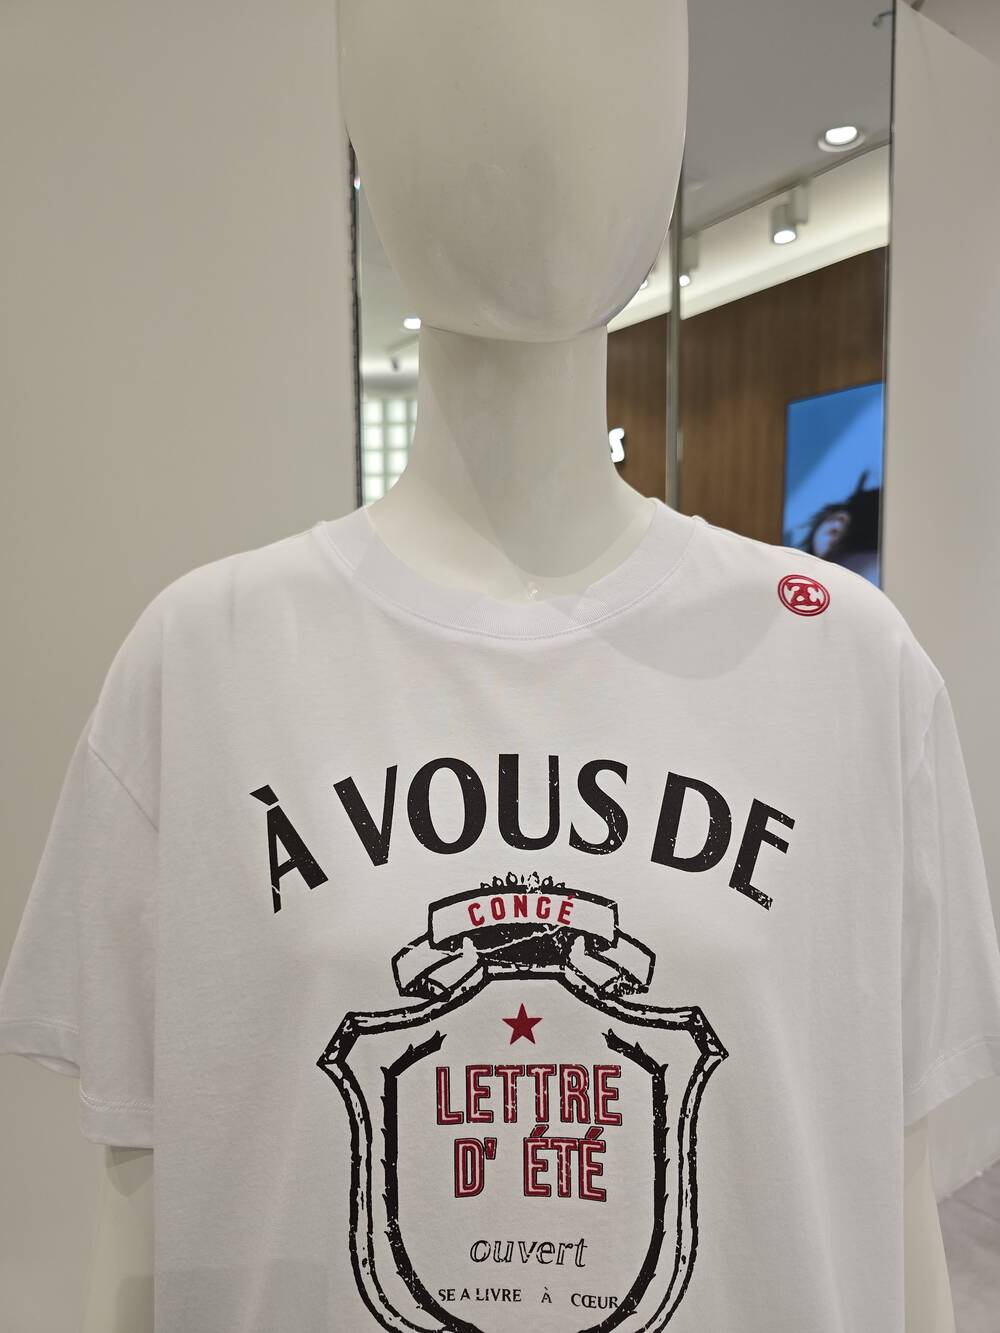 À VOUS DE
CONGÉ
LETTRE
D' ÉTÉ
ouvert
SE A LIVRE À CŒUR